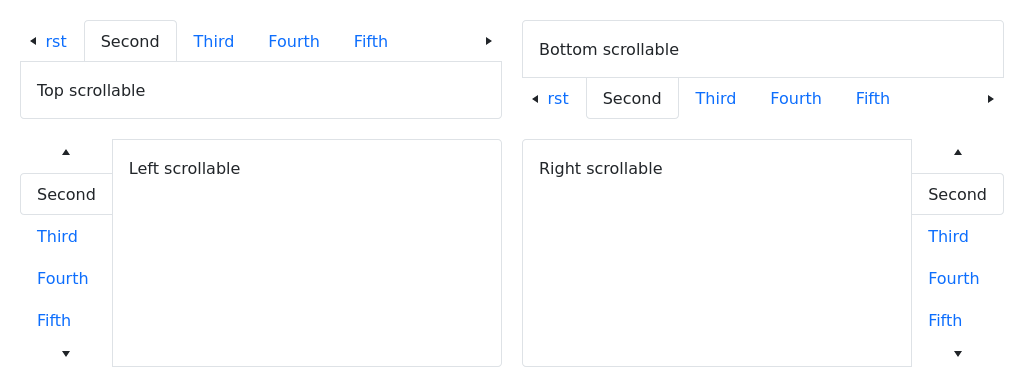 rst Second Third Fourth Fifth
Top scrollable
Bottom scrollable
rst Second Third Fourth Fifth
Second
Third
Fourth
Fifth
Left scrollable
Right scrollable
Second
Third
Fourth
Fifth